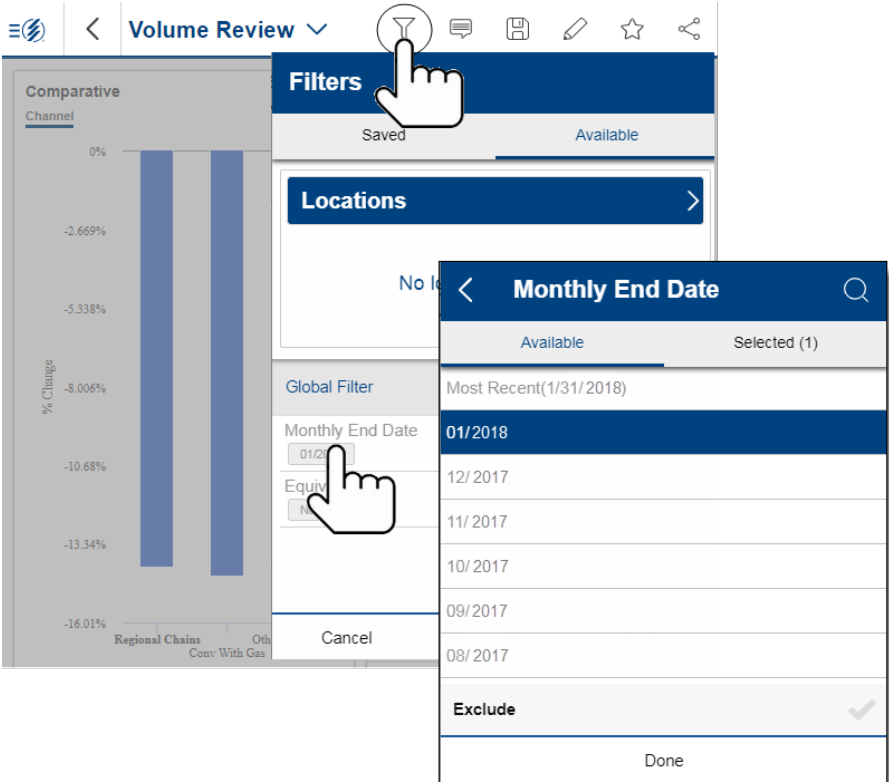 Volume Review
Comparative
Channel
0%
-2.669%
-5.338%
-8.006%
-10.68%
-13.34%
-16.01%
% Change
Regional Chains
Conv With Gas
Filters
Saved
Available
Locations
No
Global Filter
Monthly End Date
Cancel
Monthly End Date
Available
Selected (1)
Most Recent(1/31/2018)
01/2018
12/2017
11/2017
10/2017
09/2017
08/2017
Exclude
Done